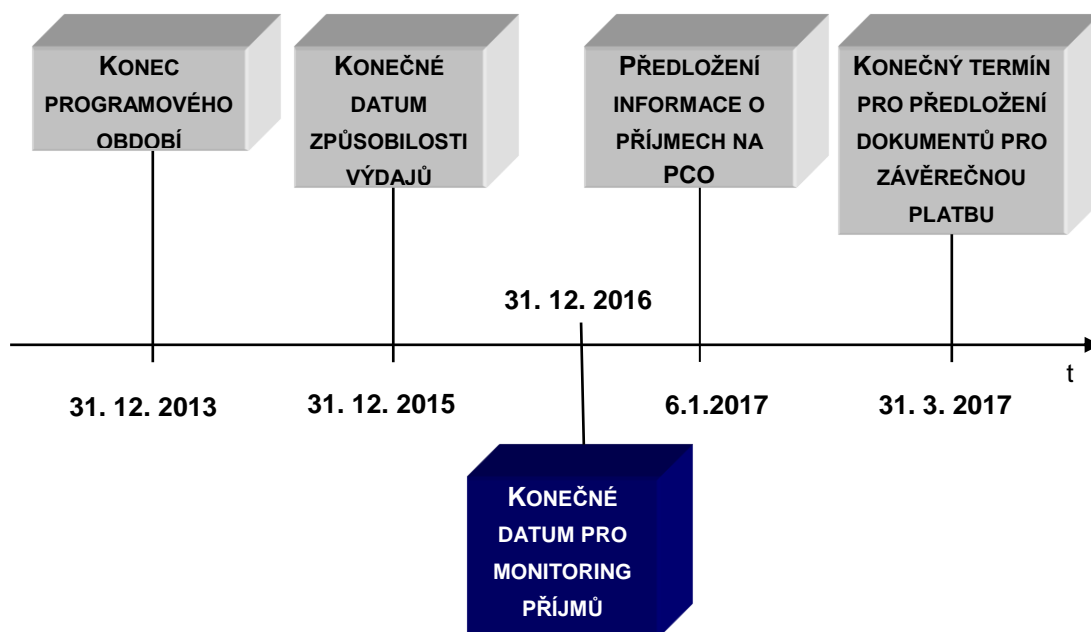 KONEC
PROGRAMOVÉHO
OBDOBÍ
KONEČNÉ
DATUM
ZPŮSOBILOSTI
VÝDAJŮ
PŘEDLOŽENÍ
INFORMACE O
PŘÍJMECH NA
PCO
KONEČNÝ TERMÍN
PRO PŘEDLOŽENÍ
DOKUMENTŮ PRO
ZÁVĚREČNOU
PLATBU
31. 12. 2016
t
31. 12. 2013
31. 12. 2015
6.1.2017
31. 3. 2017
KONEČNÉ
DATUM PRO
MONITORING
PŘÍJMŮ